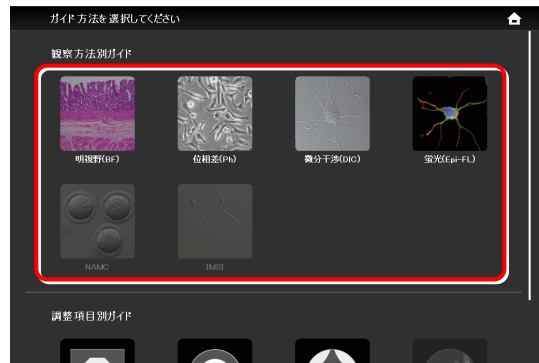 ガイド方法を選択してください
観察方法別ガイド
明視野(BF)
位相差(Ph)
微分干渉(DIC)
蛍光(Epi-FL)
NAMC
IMSI
調整項目別ガイド